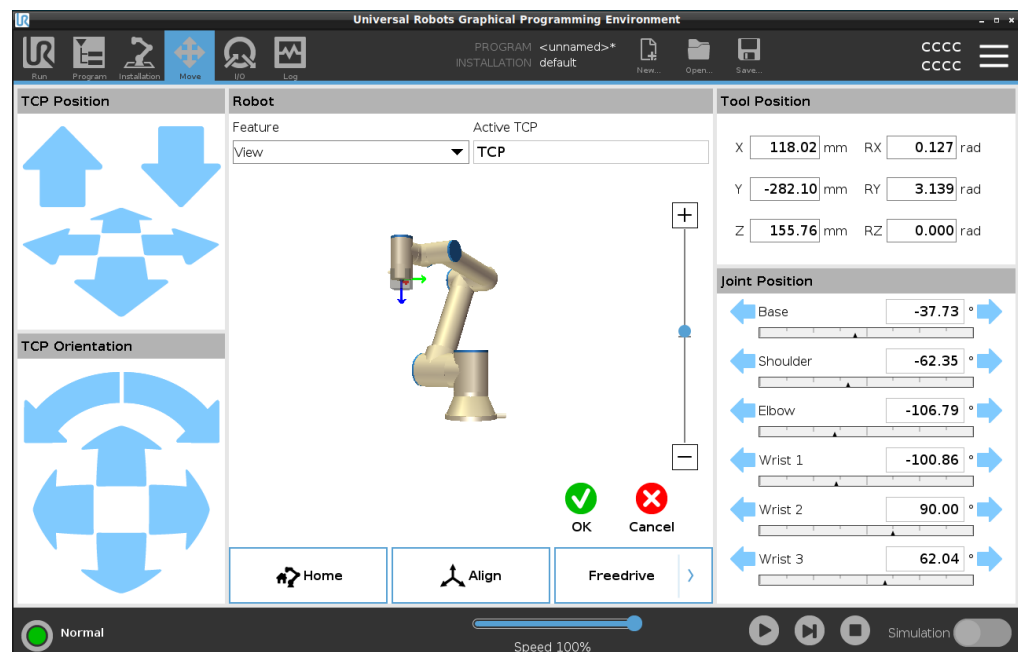 UR
Universal Robots Graphical Programming Environment
UR
Run
Program
Installation
Move
I/O
Log
PROGRAM <unnamed>*
INSTALLATION default
New...
Open...
Save...
CCCC
CCCC
TCP Position
Robot
Tool Position
Feature
Active TCP
View
TCP
X 118.02 mm RX 0.127 rad
Y -282.10 mm RY 3.139 rad
Z 155.76 mm RZ 0.000 rad
Joint Position
Base -37.73 °
TCP Orientation
Shoulder -62.35 °
Elbow -106.79 °
Wrist 1 -100.86 °
Wrist 2 90.00 °
Wrist 3 62.04 °
OK
Cancel
Home
Align
Freedrive
Normal
Speed 100%
Simulation